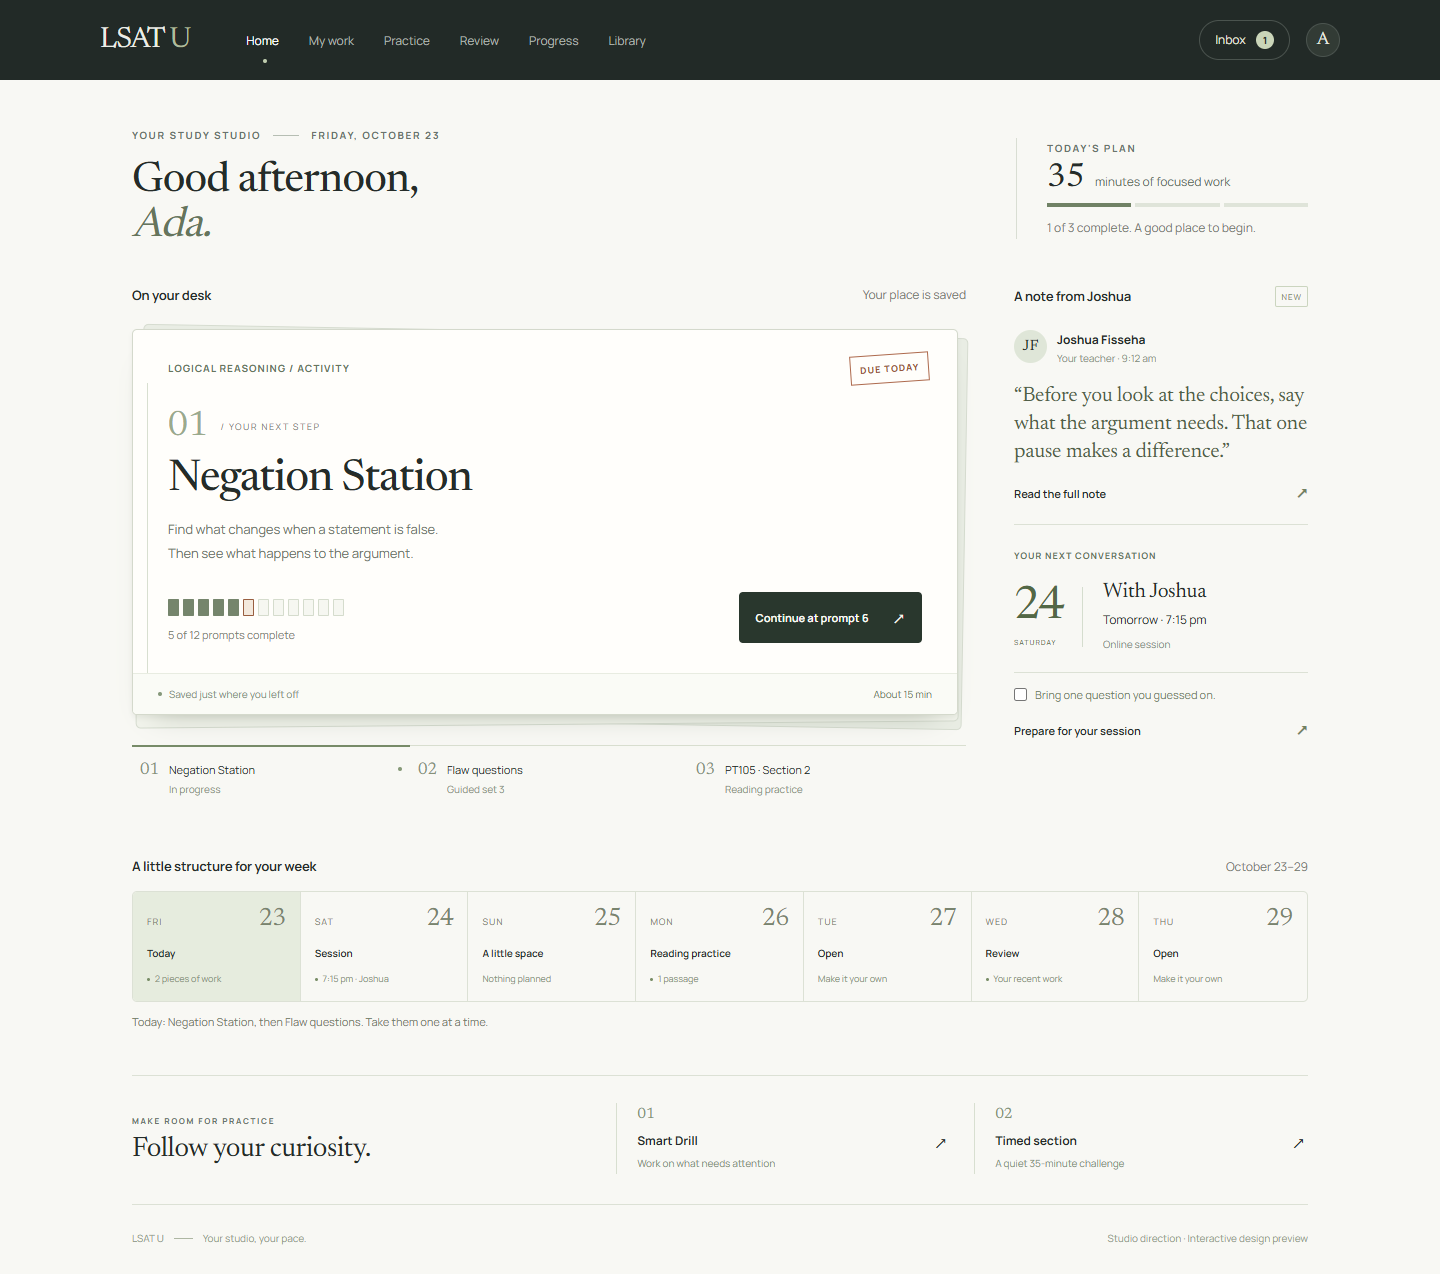 LSAT U
Home
My work
Practice
Review
Progress
Library
Inbox 1
A
YOUR STUDY STUDIO — FRIDAY, OCTOBER 23
Good afternoon,
Ada.
TODAY'S PLAN
35 minutes of focused work
1 of 3 complete. A good place to begin.
On your desk
Your place is saved
LOGICAL REASONING / ACTIVITY
DUE TODAY
01 / YOUR NEXT STEP
Negation Station
Find what changes when a statement is false.
Then see what happens to the argument.
5 of 12 prompts complete
Continue at prompt 6 ↗
• Saved just where you left off
About 15 min
01 Negation Station
In progress
• 02 Flaw questions
Guided set 3
03 PT105 · Section 2
Reading practice
A note from Joshua
NEW
JF
Joshua Fisseha
Your teacher · 9:12 am
“Before you look at the choices, say
what the argument needs. That one
pause makes a difference.”
Read the full note ↗
YOUR NEXT CONVERSATION
24
SATURDAY
With Joshua
Tomorrow · 7:15 pm
Online session
Bring one question you guessed on.
Prepare for your session ↗
A little structure for your week
October 23–29
FRI 23
Today
• 2 pieces of work
SAT 24
Session
• 7:15 pm · Joshua
SUN 25
A little space
Nothing planned
MON 26
Reading practice
• 1 passage
TUE 27
Open
Make it your own
WED 28
Review
• Your recent work
THU 29
Open
Make it your own
Today: Negation Station, then Flaw questions. Take them one at a time.
MAKE ROOM FOR PRACTICE
Follow your curiosity.
01
Smart Drill ↗
Work on what needs attention
02
Timed section ↗
A quiet 35-minute challenge
LSAT U — Your studio, your pace.
Studio direction · Interactive design preview